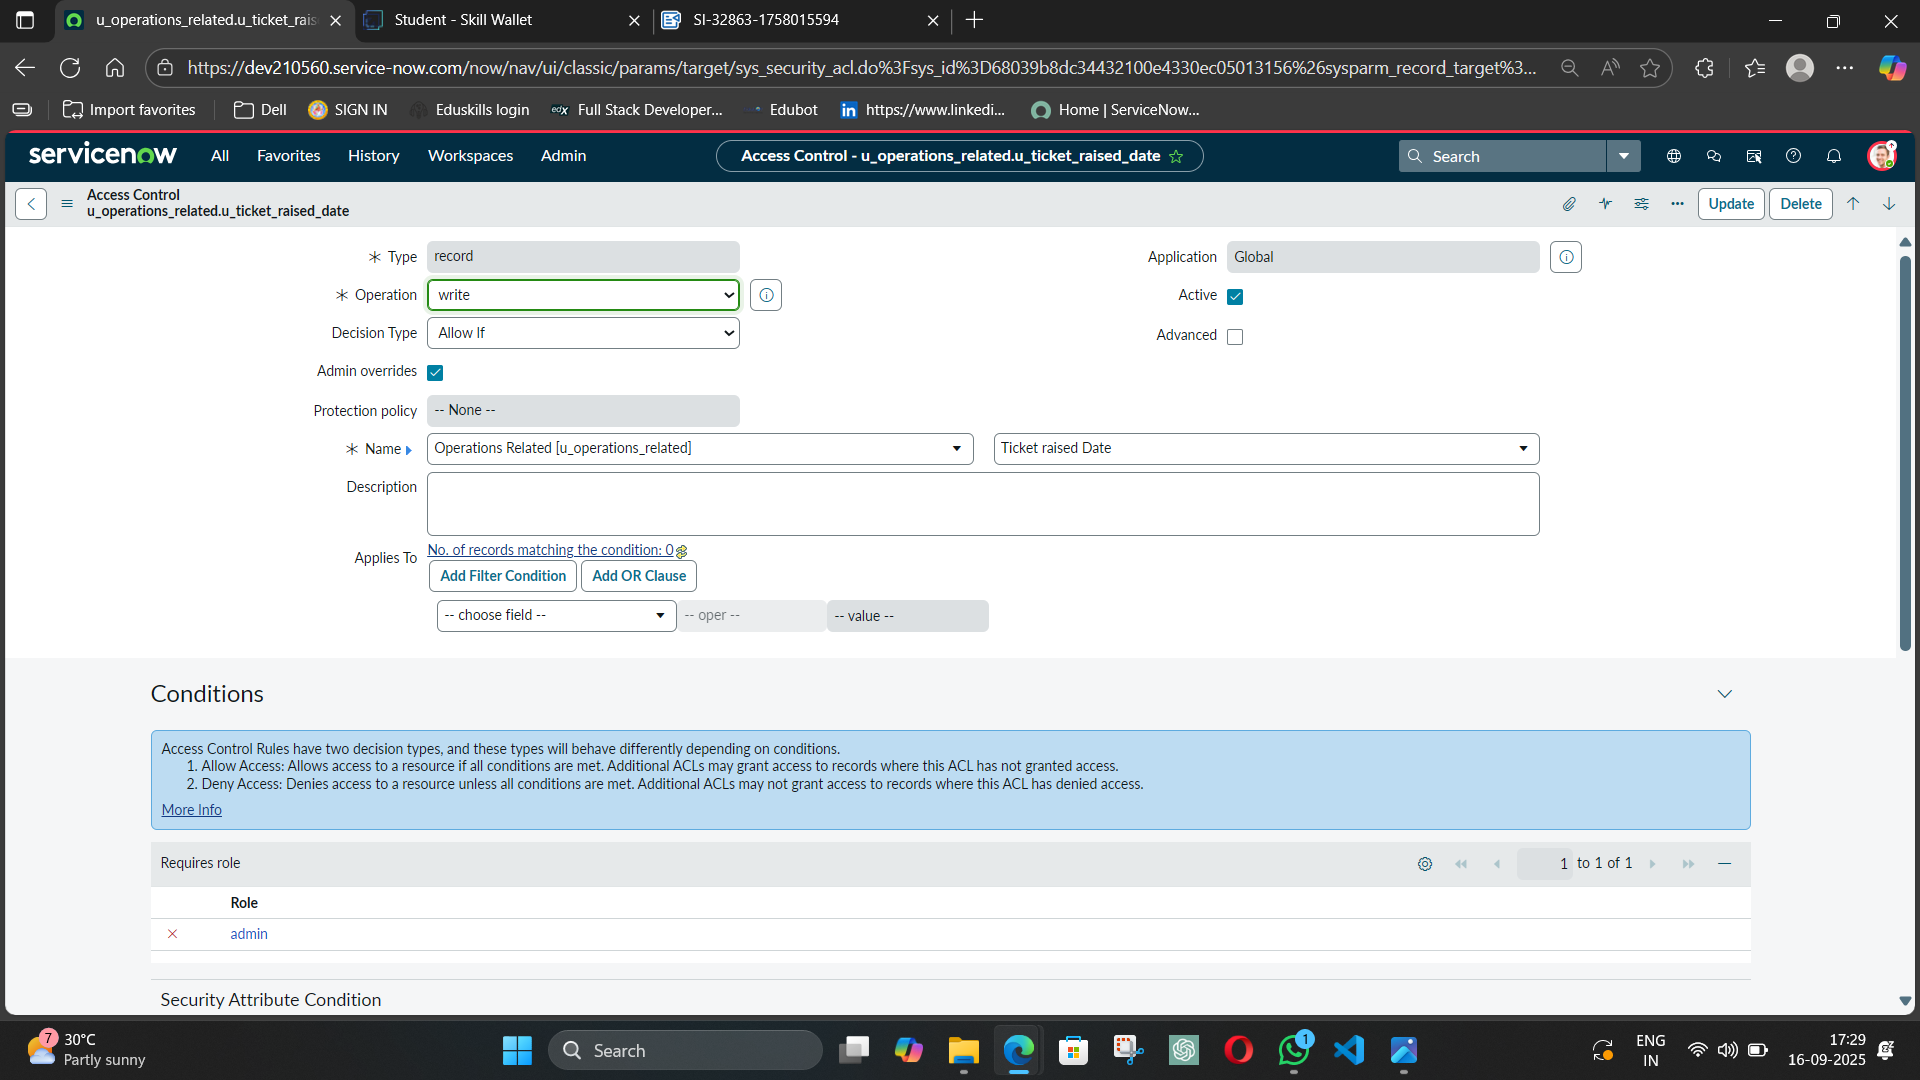 u_operations_related.u_ticket_rais
Student - Skill Wallet
SI-32863-1758015594
https://dev210560.service-now.com/now/nav/ui/classic/params/target/sys_security_acl.do%3Fsys_id%3D68039b8dc34432100e4330ec05013156%26sysparm_record_target%3...
Import favorites
Dell
SIGN IN
Eduskills login
edX
Full Stack Developer...
Edubot
in
https://www.linkedi...
Home | ServiceNow...
servicenow
All
Favorites
History
Workspaces
Admin
Access Control - u_operations_related.u_ticket_raised_date
Search
Access Control
u_operations_related.u_ticket_raised_date
Update
Delete
Type
record
Application
Global
Operation
write
Active
Decision Type
Allow If
Advanced
Admin overrides
Protection policy
-- None --
Name
Operations Related [u_operations_related]
Ticket raised Date
Description
Applies To
No. of records matching the condition: 0
Add Filter Condition
Add OR Clause
-- choose field --
-- oper --
-- value --
Conditions
Access Control Rules have two decision types, and these types will behave differently depending on conditions.
1. Allow Access: Allows access to a resource if all conditions are met. Additional ACLs may grant access to records where this ACL has not granted access.
2. Deny Access: Denies access to a resource unless all conditions are met. Additional ACLs may not grant access to records where this ACL has denied access.
More Info
Requires role
1 to 1 of 1
Role
admin
Security Attribute Condition
7
30°C
Partly sunny
Search
1
ENG
IN
17:29
16-09-2025